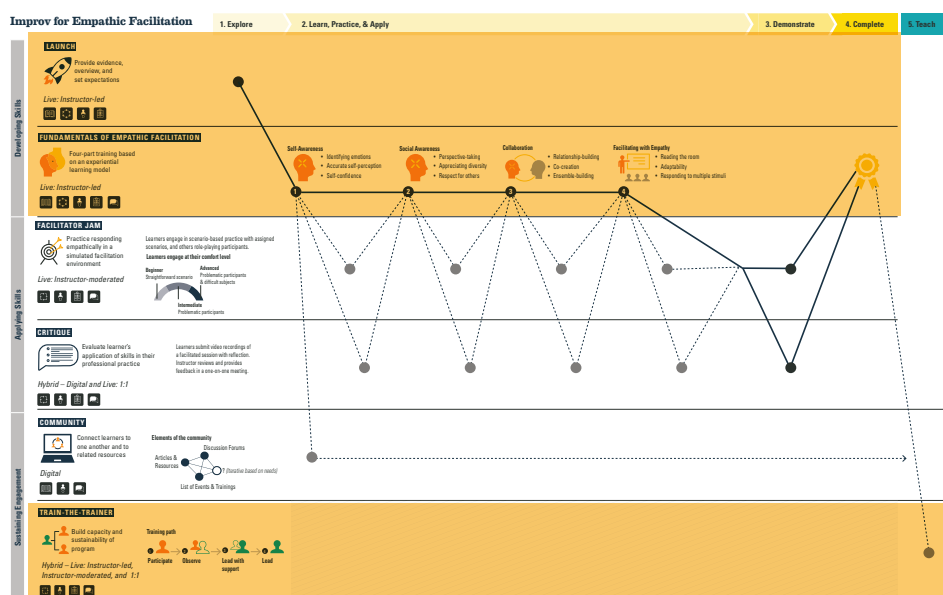 Improv for Empathic Facilitation
1. Explore
2. Learn, Practice, & Apply
3. Demonstrate
4. Complete
5. Teach
Developing Skills
LAUNCH
Provide evidence,
overview, and
set expectations
Live: Instructor-led
FUNDAMENTALS OF EMPATHIC FACILITATION
Four-part training based
on an experiential
learning model
Live: Instructor-led
Self-Awareness
• Identifying emotions
• Accurate self-perception
• Self-confidence
Social Awareness
• Perspective-taking
• Appreciating diversity
• Respect for others
Collaboration
• Relationship-building
• Co-creation
• Ensemble-building
Facilitating with Empathy
• Reading the room
• Adaptability
• Responding to multiple stimuli
1
2
3
4
Applying Skills
FACILITATOR JAM
Practice responding
empathically in a
simulated facilitation
environment
Live: Instructor-moderated
Learners engage in scenario-based practice with assigned
scenarios, and others role-playing participants.
Learners engage at their comfort level
Beginner
Straightforward scenario
Advanced
Problematic participants
& difficult subjects
Intermediate
Problematic participants
CRITIQUE
Evaluate learner's
application of skills in their
professional practice
Hybrid – Digital and Live: 1:1
Learners submit video recordings of
a facilitated session with reflection.
Instructor reviews and provides
feedback in a one-on-one meeting.
Sustaining Engagement
COMMUNITY
Connect learners to
one another and to
related resources
Digital
Elements of the community
Discussion Forums
Articles &
Resources
? (Iterative based on needs)
List of Events & Trainings
TRAIN-THE-TRAINER
Build capacity and
sustainability of
program
Hybrid – Live: Instructor-led,
Instructor-moderated, and 1:1
Training path
Participate
Observe
Lead with
support
Lead